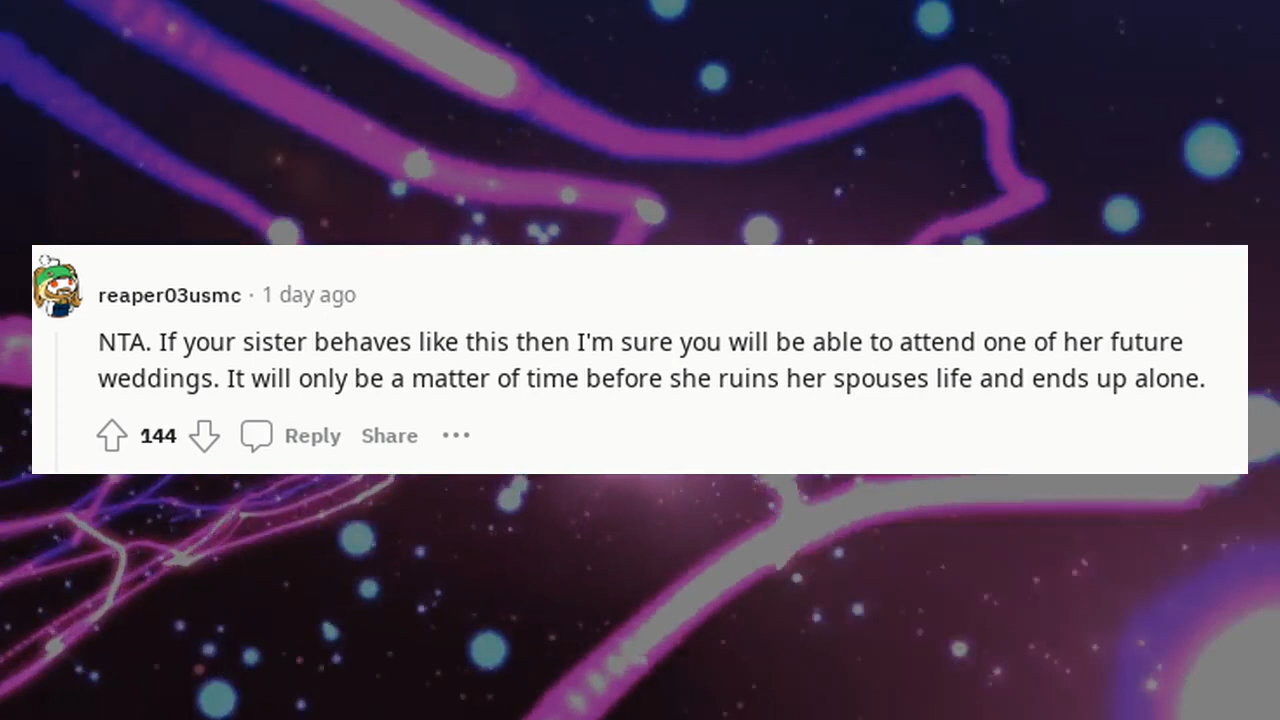 reaper03usmc · 1 day ago
NTA. If your sister behaves like this then I'm sure you will be able to attend one of her future
weddings. It will only be a matter of time before she ruins her spouses life and ends up alone.
144 Reply Share ···